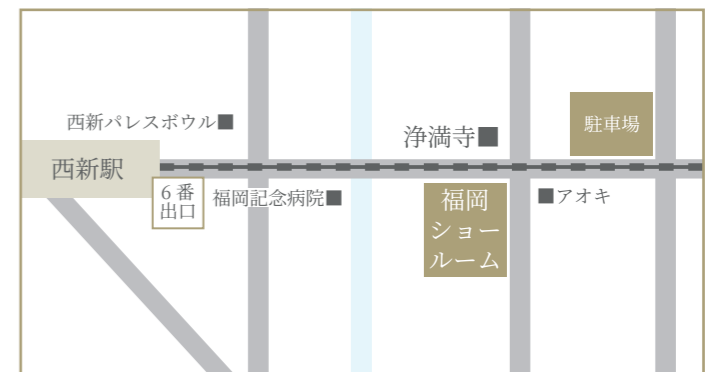 西新パレスボウル■
浄満寺■
駐車場
西新駅
6番
出口
福岡記念病院■
福岡
ショー
ルーム
■アオキ